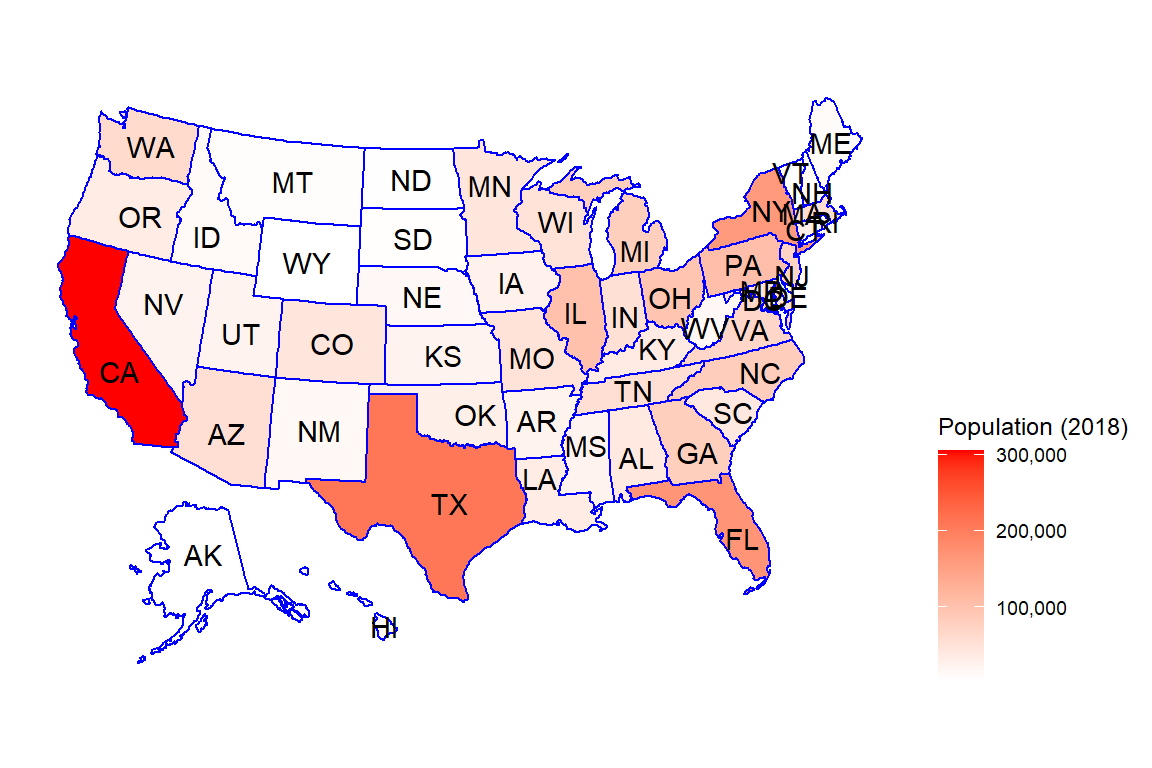 ME
WA
VT
MT
ND
MN
NH
OR
NY
MA
RI
WI
CT
ID
SD
MI
WY
PA
NJ
IA
NE
MD
DE
NV
OH
DC
IL
IN
UT
CO
WV
VA
KS
MO
KY
CA
NC
TN
OK
SC
AR
AZ
NM
MS
AL
GA
LA
TX
FL
AK
HI
Population (2018)
300,000
200,000
100,000